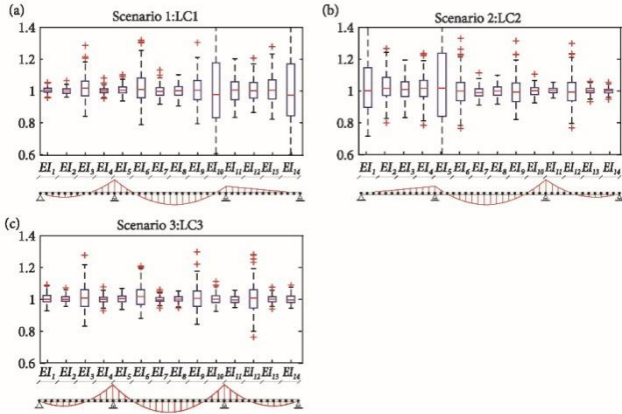 (a)
Scenario 1:LC1
1.4
1.2
1
0.8
0.6
EI1 EI2 EI3 EI4 EI5 EI6 EI7 EI8 EI9 EI10 EI11 EI12 EI13 EI14
(b)
Scenario 2:LC2
1.4
1.2
1
0.8
0.6
EI1 EI2 EI3 EI4 EI5 EI6 EI7 EI8 EI9 EI10 EI11 EI12 EI13 EI14
(c)
Scenario 3:LC3
1.4
1.2
1
0.8
0.6
EI1 EI2 EI3 EI4 EI5 EI6 EI7 EI8 EI9 EI10 EI11 EI12 EI13 EI14